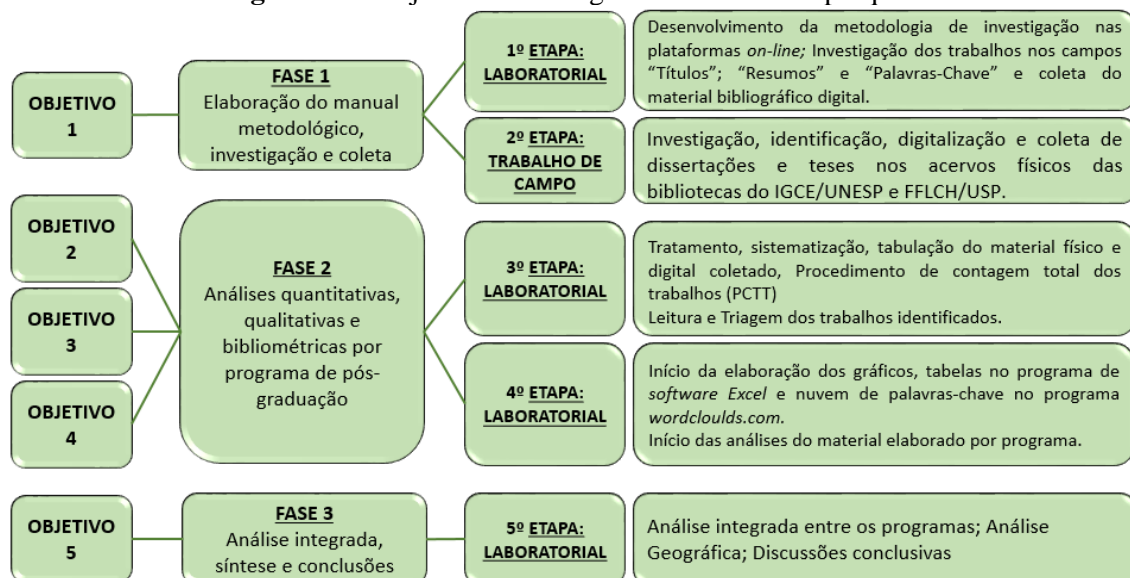 OBJETIVO
1
FASE 1
Elaboração do manual
metodológico,
investigação e coleta
1º ETAPA:
LABORATORIAL
Desenvolvimento da metodologia de investigação nas
plataformas on-line; Investigação dos trabalhos nos campos
“Títulos”; “Resumos” e “Palavras-Chave” e coleta do
material bibliográfico digital.
2º ETAPA:
TRABALHO DE
CAMPO
Investigação, identificação, digitalização e coleta de
dissertações e teses nos acervos físicos das
bibliotecas do IGCE/UNESP e FFLCH/USP.
OBJETIVO
2
OBJETIVO
3
OBJETIVO
4
FASE 2
Análises quantitativas,
qualitativas e
bibliométricas por
programa de pós-
graduação
3º ETAPA:
LABORATORIAL
Tratamento, sistematização, tabulação do material físico e
digital coletado, Procedimento de contagem total dos
trabalhos (PCTT)
Leitura e Triagem dos trabalhos identificados.
4º ETAPA:
LABORATORIAL
Início da elaboração dos gráficos, tabelas no programa de
software Excel e nuvem de palavras-chave no programa
wordcloulds.com.
Início das análises do material elaborado por programa.
OBJETIVO
5
FASE 3
Análise integrada,
síntese e conclusões
5º ETAPA:
LABORATORIAL
Análise integrada entre os programas; Análise
Geográfica; Discussões conclusivas